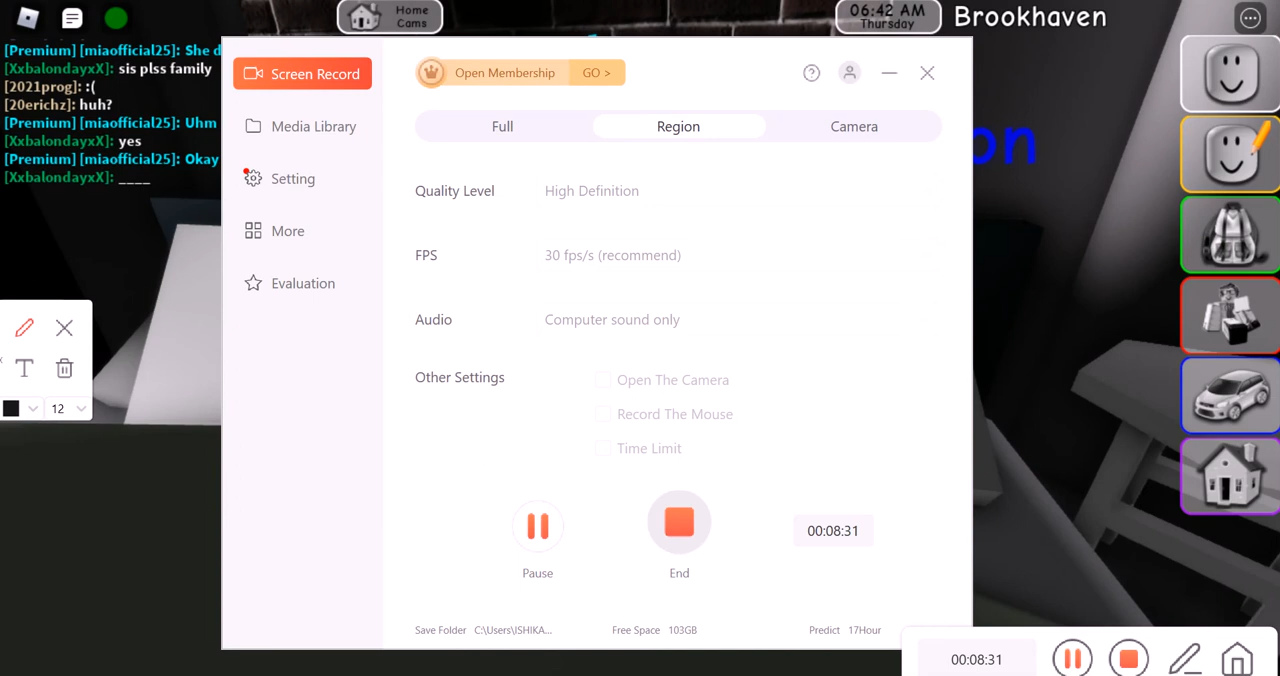 Home
Cams
06:42 AM
Thursday
Brookhaven
[Premium] [miaofficial25]: She d
[XxbalondayxX]: sis plss family
[2021prog]: :(
[20erichz]: huh?
[Premium] [miaofficial25]: Uhm
[XxbalondayxX]: yes
[Premium] [miaofficial25]: Okay
[XxbalondayxX]: ____
on
Screen Record
Media Library
Setting
More
Evaluation
Open Membership GO >
Full Region Camera
Quality Level High Definition
FPS 30 fps/s (recommend)
Audio Computer sound only
Other Settings Open The Camera
Record The Mouse
Time Limit
00:08:31
Pause End
Save Folder C:\Users\ISHIKA... Free Space 103GB Predict 17Hour
T
12
00:08:31